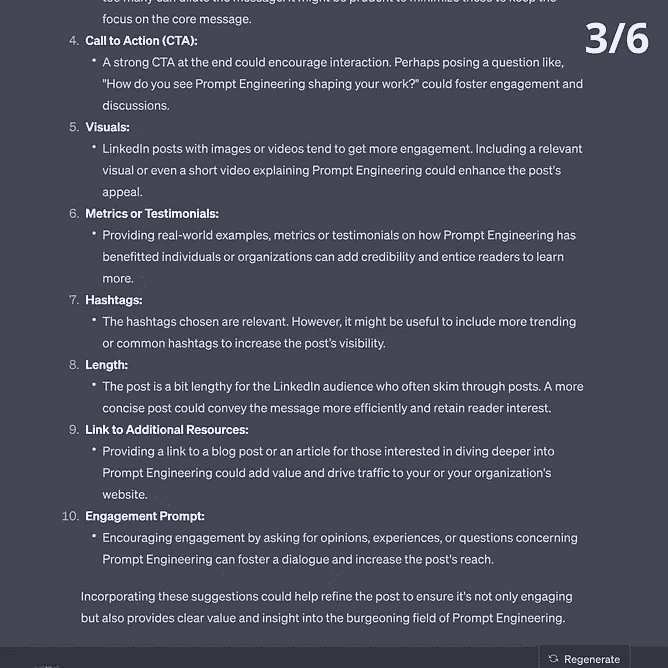 too many can dilute the message. It might be prudent to minimize these to keep the
focus on the core message.
3/6
4. Call to Action (CTA):
• A strong CTA at the end could encourage interaction. Perhaps posing a question like,
"How do you see Prompt Engineering shaping your work?" could foster engagement and
discussions.
5. Visuals:
• LinkedIn posts with images or videos tend to get more engagement. Including a relevant
visual or even a short video explaining Prompt Engineering could enhance the post's
appeal.
6. Metrics or Testimonials:
• Providing real-world examples, metrics or testimonials on how Prompt Engineering has
benefitted individuals or organizations can add credibility and entice readers to learn
more.
7. Hashtags:
• The hashtags chosen are relevant. However, it might be useful to include more trending
or common hashtags to increase the post's visibility.
8. Length:
• The post is a bit lengthy for the LinkedIn audience who often skim through posts. A more
concise post could convey the message more efficiently and retain reader interest.
9. Link to Additional Resources:
• Providing a link to a blog post or an article for those interested in diving deeper into
Prompt Engineering could add value and drive traffic to your or your organization's
website.
10. Engagement Prompt:
• Encouraging engagement by asking for opinions, experiences, or questions concerning
Prompt Engineering can foster a dialogue and increase the post's reach.
Incorporating these suggestions could help refine the post to ensure it's not only engaging
but also provides clear value and insight into the burgeoning field of Prompt Engineering.
Regenerate